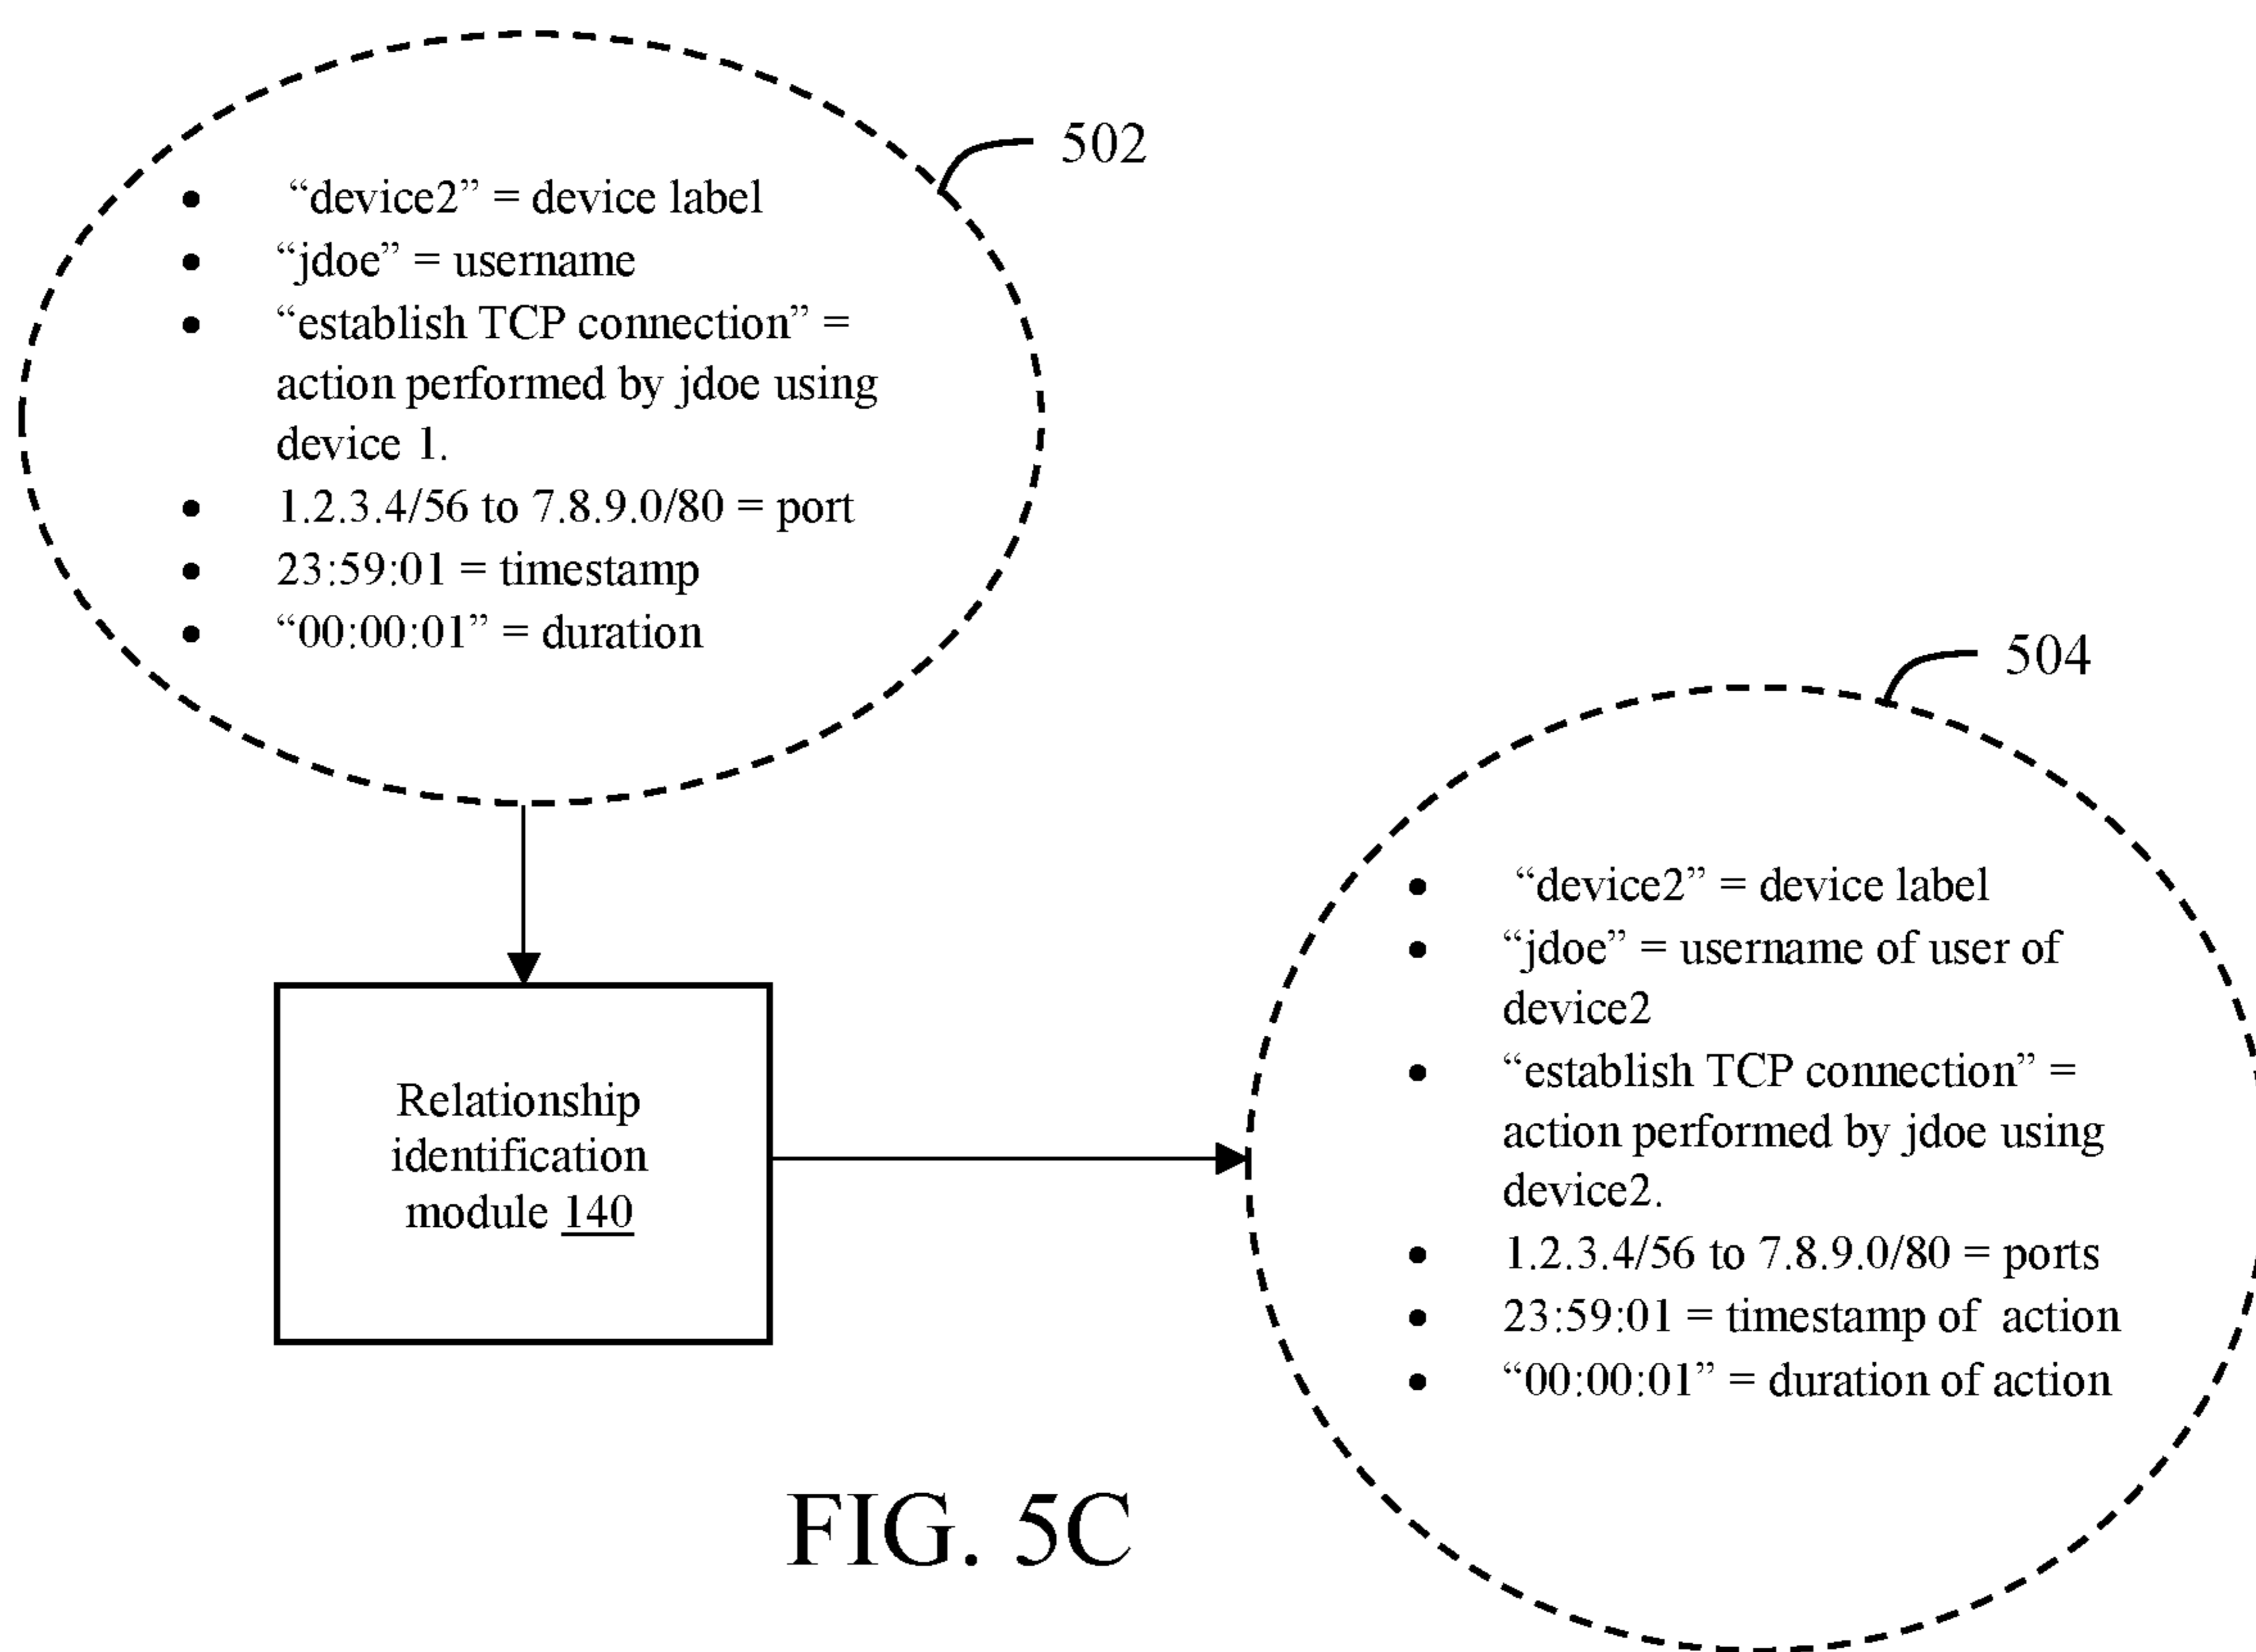 502
• “device2” = device label
• “jdoe” = username
• “establish TCP connection” =
action performed by jdoe using
device 1.
• 1.2.3.4/56 to 7.8.9.0/80 = port
• 23:59:01 = timestamp
• “00:00:01” = duration
504
Relationship
identification
module 140
• “device2” = device label
• “jdoe” = username of user of
device2
• “establish TCP connection” =
action performed by jdoe using
device2.
• 1.2.3.4/56 to 7.8.9.0/80 = ports
• 23:59:01 = timestamp of action
• “00:00:01” = duration of action
FIG. 5C